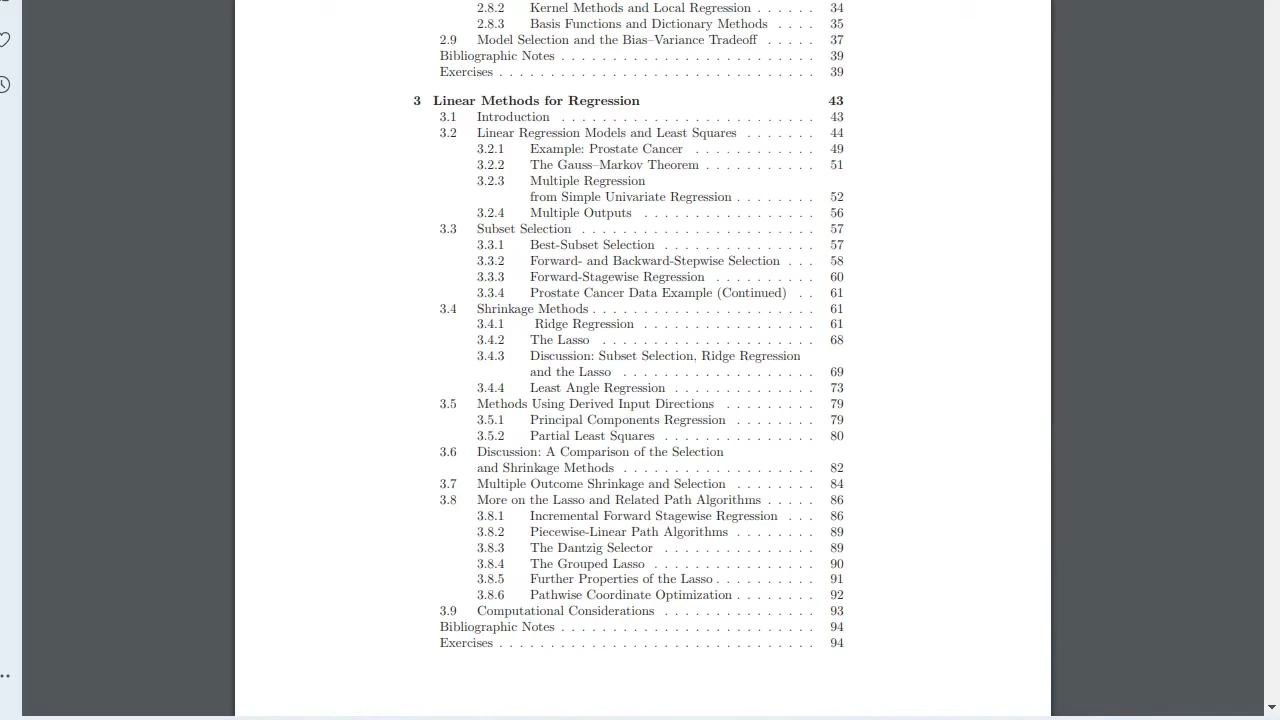 2.8.2 Kernel Methods and Local Regression . . . . . . 34
2.8.3 Basis Functions and Dictionary Methods . . . . 35
2.9 Model Selection and the Bias–Variance Tradeoff . . . . . 37
Bibliographic Notes . . . . . . . . . . . . . . . . . . . . . . . . . 39
Exercises . . . . . . . . . . . . . . . . . . . . . . . . . . . . . . 39
3 Linear Methods for Regression 43
3.1 Introduction . . . . . . . . . . . . . . . . . . . . . . . . 43
3.2 Linear Regression Models and Least Squares . . . . . . . 44
3.2.1 Example: Prostate Cancer . . . . . . . . . . . . 49
3.2.2 The Gauss–Markov Theorem . . . . . . . . . . . 51
3.2.3 Multiple Regression
from Simple Univariate Regression . . . . . . . . 52
3.2.4 Multiple Outputs . . . . . . . . . . . . . . . . . 56
3.3 Subset Selection . . . . . . . . . . . . . . . . . . . . . . 57
3.3.1 Best-Subset Selection . . . . . . . . . . . . . . . 57
3.3.2 Forward- and Backward-Stepwise Selection . . . 58
3.3.3 Forward-Stagewise Regression . . . . . . . . . . 60
3.3.4 Prostate Cancer Data Example (Continued) . . 61
3.4 Shrinkage Methods . . . . . . . . . . . . . . . . . . . . . 61
3.4.1 Ridge Regression . . . . . . . . . . . . . . . . . 61
3.4.2 The Lasso . . . . . . . . . . . . . . . . . . . . . 68
3.4.3 Discussion: Subset Selection, Ridge Regression
and the Lasso . . . . . . . . . . . . . . . . . . . 69
3.4.4 Least Angle Regression . . . . . . . . . . . . . . 73
3.5 Methods Using Derived Input Directions . . . . . . . . . 79
3.5.1 Principal Components Regression . . . . . . . . 79
3.5.2 Partial Least Squares . . . . . . . . . . . . . . . 80
3.6 Discussion: A Comparison of the Selection
and Shrinkage Methods . . . . . . . . . . . . . . . . . . . 82
3.7 Multiple Outcome Shrinkage and Selection . . . . . . . . 84
3.8 More on the Lasso and Related Path Algorithms . . . . . 86
3.8.1 Incremental Forward Stagewise Regression . . . 86
3.8.2 Piecewise-Linear Path Algorithms . . . . . . . . 89
3.8.3 The Dantzig Selector . . . . . . . . . . . . . . . 89
3.8.4 The Grouped Lasso . . . . . . . . . . . . . . . . 90
3.8.5 Further Properties of the Lasso . . . . . . . . . . 91
3.8.6 Pathwise Coordinate Optimization . . . . . . . . 92
3.9 Computational Considerations . . . . . . . . . . . . . . . 93
Bibliographic Notes . . . . . . . . . . . . . . . . . . . . . . . . . 94
Exercises . . . . . . . . . . . . . . . . . . . . . . . . . . . . . . 94